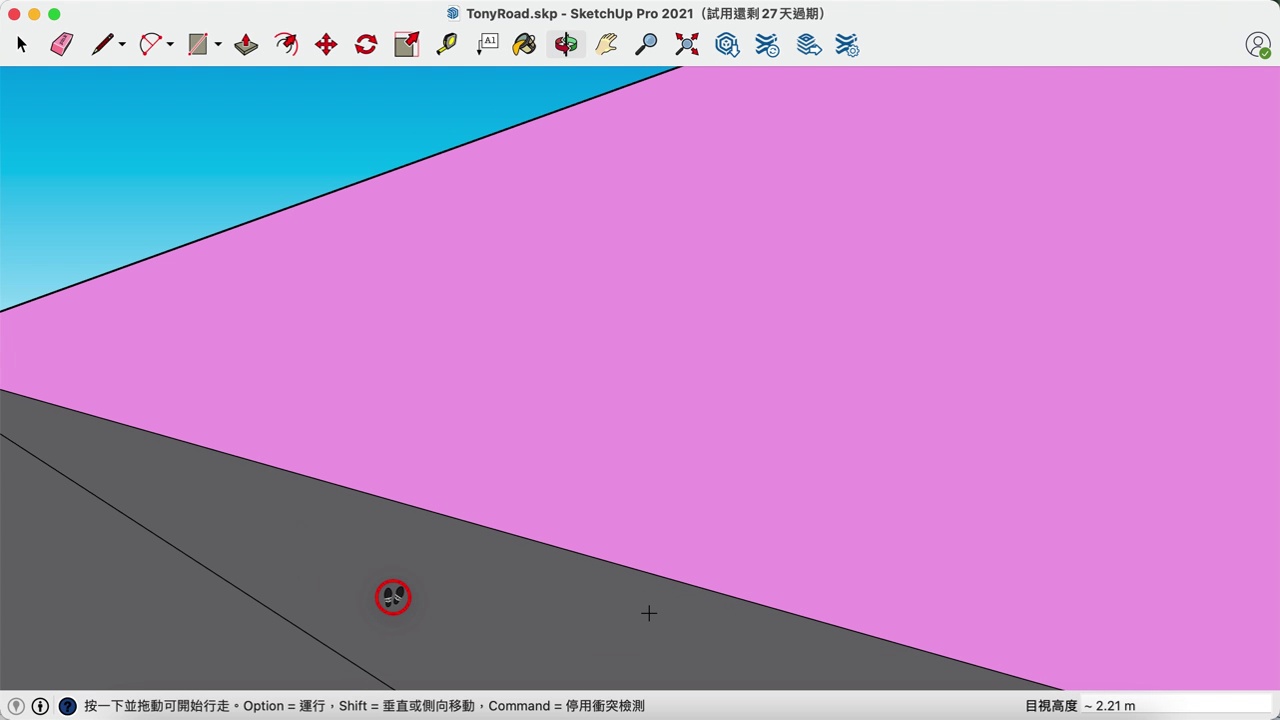 TonyRoad.skp - SketchUp Pro 2021（試用還剩 27 天過期）
A1
按一下並拖動可開始行走。Option = 運行，Shift = 垂直或側向移動，Command = 停用衝突檢測
目視高度 ~ 2.21 m